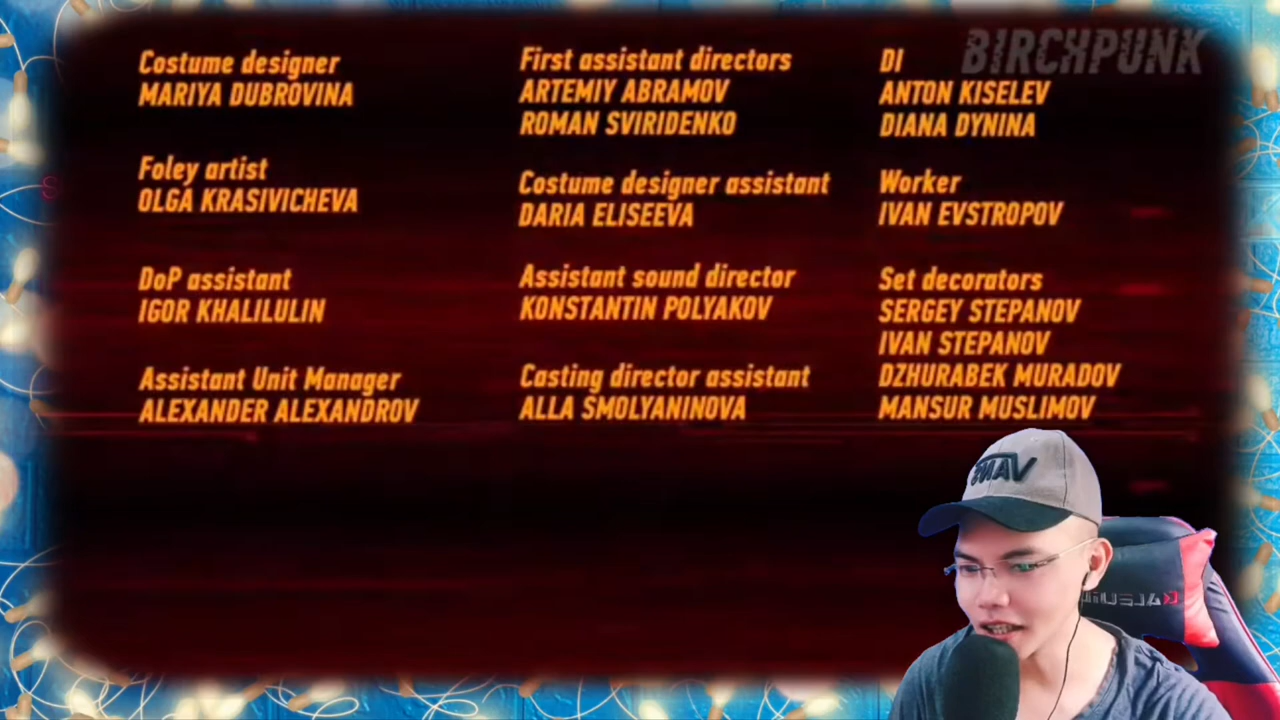 BIRCHPUNK
Costume designer
MARIYA DUBROVINA
Foley artist
OLGA KRASIVICHEVA
DoP assistant
IGOR KHALILULIN
Assistant Unit Manager
ALEXANDER ALEXANDROV
First assistant directors
ARTEMIY ABRAMOV
ROMAN SVIRIDENKO
Costume designer assistant
DARIA ELISEEVA
Assistant sound director
KONSTANTIN POLYAKOV
Casting director assistant
ALLA SMOLYANINOVA
DI
ANTON KISELEV
DIANA DYNINA
Worker
IVAN EVSTROPOV
Set decorators
SERGEY STEPANOV
IVAN STEPANOV
DZHURABEK MURADOV
MANSUR MUSLIMOV
VANS